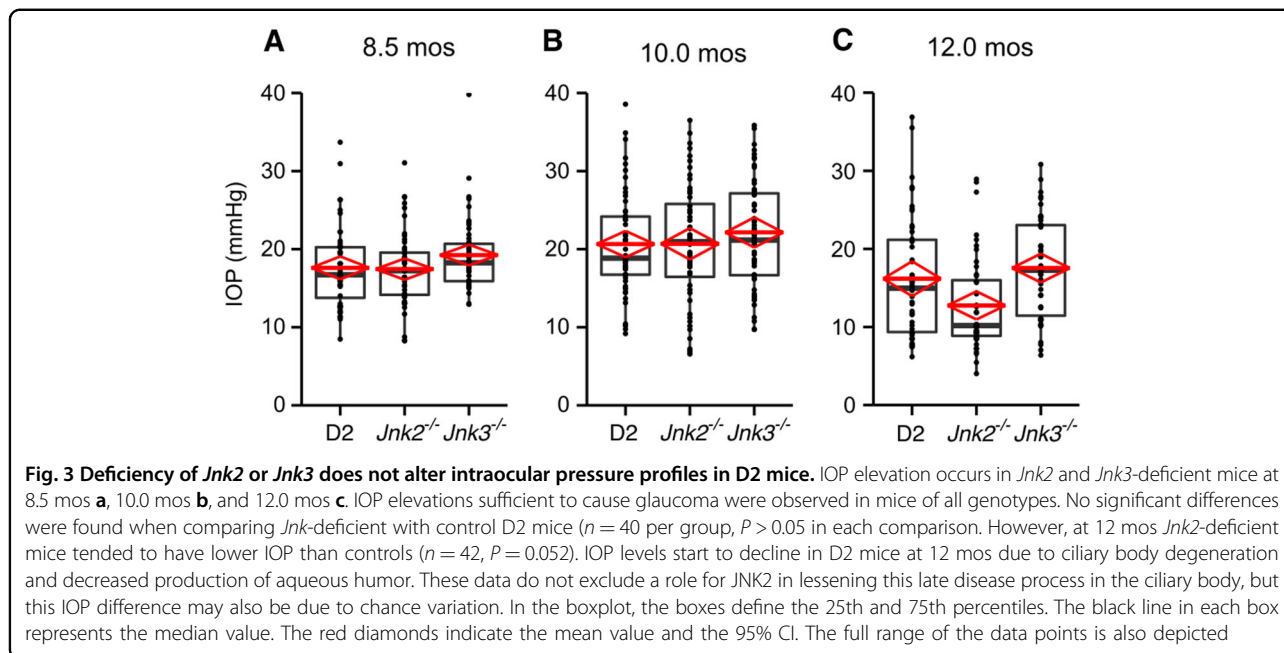 A 8.5 mos B 10.0 mos C 12.0 mos
40 40 40
30 30 30
20 20 20
10 10 10
0 0 0
IOP (mmHg)
D2 Jnk2-/- Jnk3-/- D2 Jnk2-/- Jnk3-/- D2 Jnk2-/- Jnk3-/-
Fig. 3 Deficiency of Jnk2 or Jnk3 does not alter intraocular pressure profiles in D2 mice. IOP elevation occurs in Jnk2 and Jnk3-deficient mice at
8.5 mos a, 10.0 mos b, and 12.0 mos c. IOP elevations sufficient to cause glaucoma were observed in mice of all genotypes. No significant differences
were found when comparing Jnk-deficient with control D2 mice (n = 40 per group, P > 0.05 in each comparison. However, at 12 mos Jnk2-deficient
mice tended to have lower IOP than controls (n = 42, P = 0.052). IOP levels start to decline in D2 mice at 12 mos due to ciliary body degeneration
and decreased production of aqueous humor. These data do not exclude a role for JNK2 in lessening this late disease process in the ciliary body, but
this IOP difference may also be due to chance variation. In the boxplot, the boxes define the 25th and 75th percentiles. The black line in each box
represents the median value. The red diamonds indicate the mean value and the 95% CI. The full range of the data points is also depicted